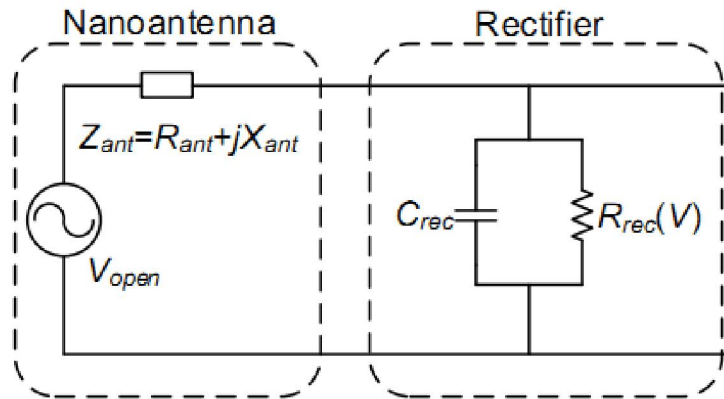 Nanoantenna
Rectifier
Zant=Rant+jXant
Crec
Rrec(V)
Vopen